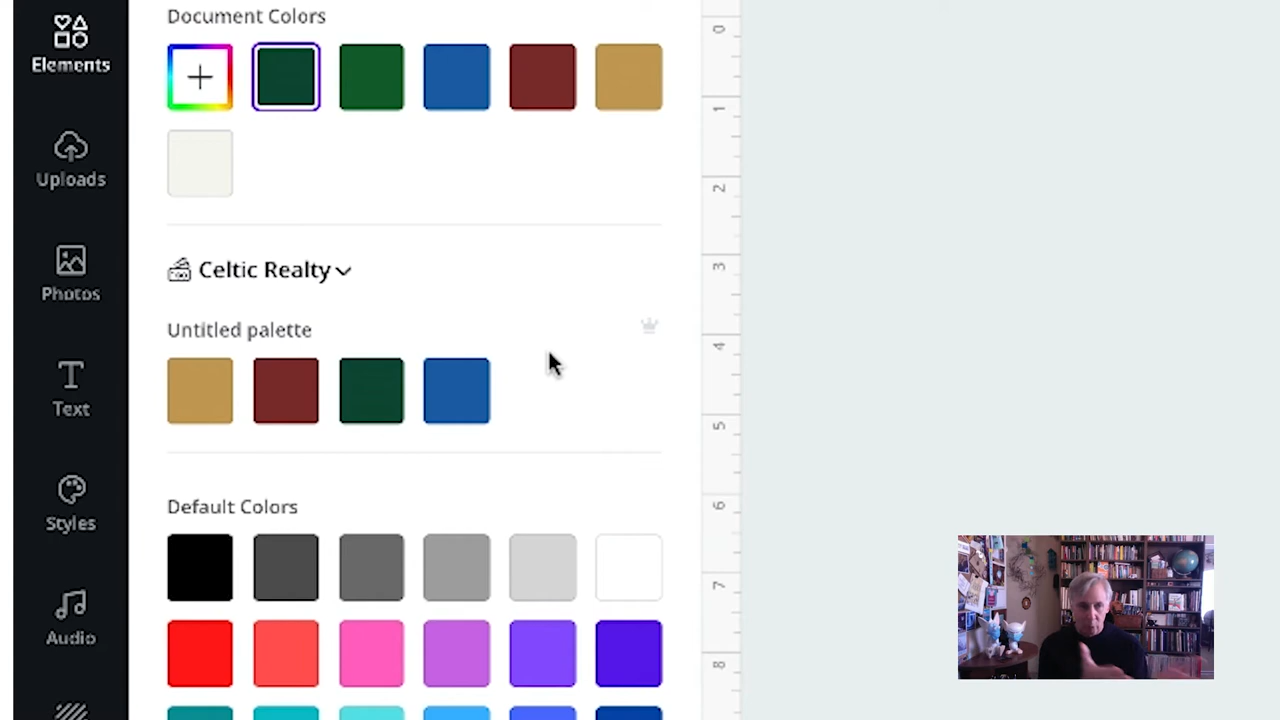 Document Colors
Elements
Uploads
Celtic Realty
Photos
Untitled palette
Text
Default Colors
Styles
Audio
0
1
2
3
4
5
6
7
8